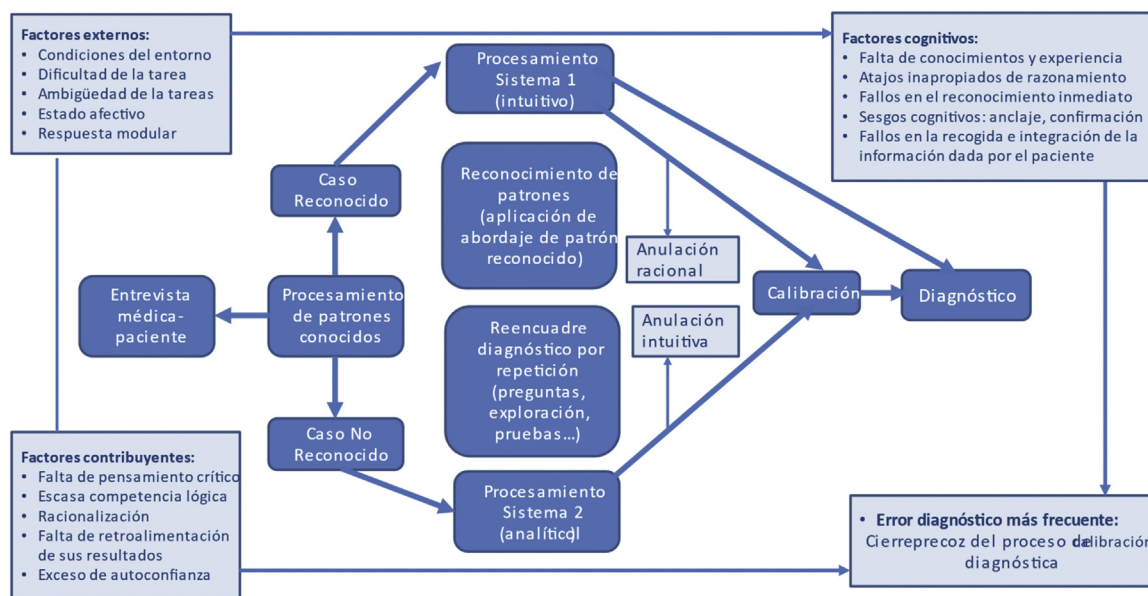 Factores externos:
• Condiciones del entorno
• Dificultad de la tarea
• Ambigüedad de la tareas
• Estado afectivo
• Respuesta modular
Procesamiento
Sistema 1
(intuitivo)
Factores cognitivos:
• Falta de conocimientos y experiencia
• Atajos inapropiados de razonamiento
• Fallos en el reconocimiento inmediato
• Sesgos cognitivos: anclaje, confirmación
• Fallos en la recogida e integración de la
información dada por el paciente
Caso
Reconocido
Reconocimiento de
patrones
(aplicación de
abordaje de patrón
reconocido)
Anulación
racional
Entrevista
médica-
paciente
Procesamiento
de patrones
conocidos
Calibración
Diagnóstico
Reencuadre
diagnóstico por
repetición
(preguntas,
exploración,
pruebas…)
Anulación
intuitiva
Caso No
Reconocido
Procesamiento
Sistema 2
(analítico)
Factores contribuyentes:
• Falta de pensamiento crítico
• Escasa competencia lógica
• Racionalización
• Falta de retroalimentación
de sus resultados
• Exceso de autoconfianza
• Error diagnóstico más frecuente:
Cierreprecoz del proceso de calibración
diagnóstica